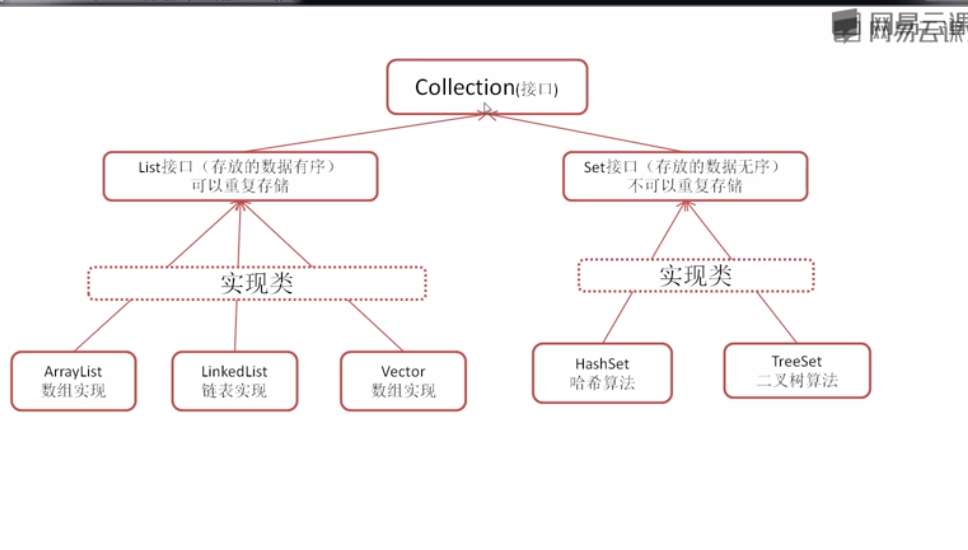 网易云课
Collection(接口)
List接口（存放的数据有序）
可以重复存储
Set接口（存放的数据无序）
不可以重复存储
实现类
实现类
ArrayList
数组实现
LinkedList
链表实现
Vector
数组实现
HashSet
哈希算法
TreeSet
二叉树算法